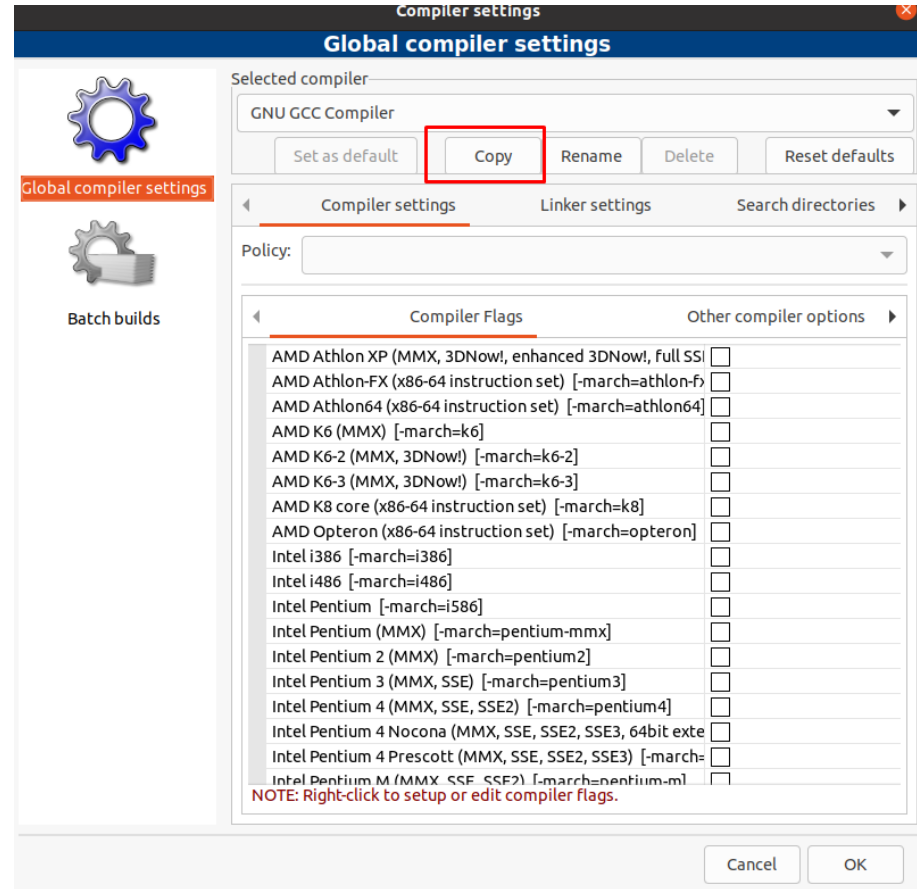 Compiler settings
Global compiler settings
Selected compiler
GNU GCC Compiler
Set as default
Copy
Rename
Delete
Reset defaults
Global compiler settings
Compiler settings
Linker settings
Search directories
Policy:
Batch builds
Compiler Flags
Other compiler options
AMD Athlon XP (MMX, 3DNow!, enhanced 3DNow!, full SSI
AMD Athlon-FX (x86-64 instruction set) [-march=athlon-fx
AMD Athlon64 (x86-64 instruction set) [-march=athlon64]
AMD K6 (MMX) [-march=k6]
AMD K6-2 (MMX, 3DNow!) [-march=k6-2]
AMD K6-3 (MMX, 3DNow!) [-march=k6-3]
AMD K8 core (x86-64 instruction set) [-march=k8]
AMD Opteron (x86-64 instruction set) [-march=opteron]
Intel i386 [-march=i386]
Intel i486 [-march=i486]
Intel Pentium [-march=i586]
Intel Pentium (MMX) [-march=pentium-mmx]
Intel Pentium 2 (MMX) [-march=pentium2]
Intel Pentium 3 (MMX, SSE) [-march=pentium3]
Intel Pentium 4 (MMX, SSE, SSE2) [-march=pentium4]
Intel Pentium 4 Nocona (MMX, SSE, SSE2, SSE3, 64bit exte
Intel Pentium 4 Prescott (MMX, SSE, SSE2, SSE3) [-march=
Intel Pentium M (MMX, SSE, SSE2) [-march=pentium-m]
NOTE: Right-click to setup or edit compiler flags.
Cancel
OK